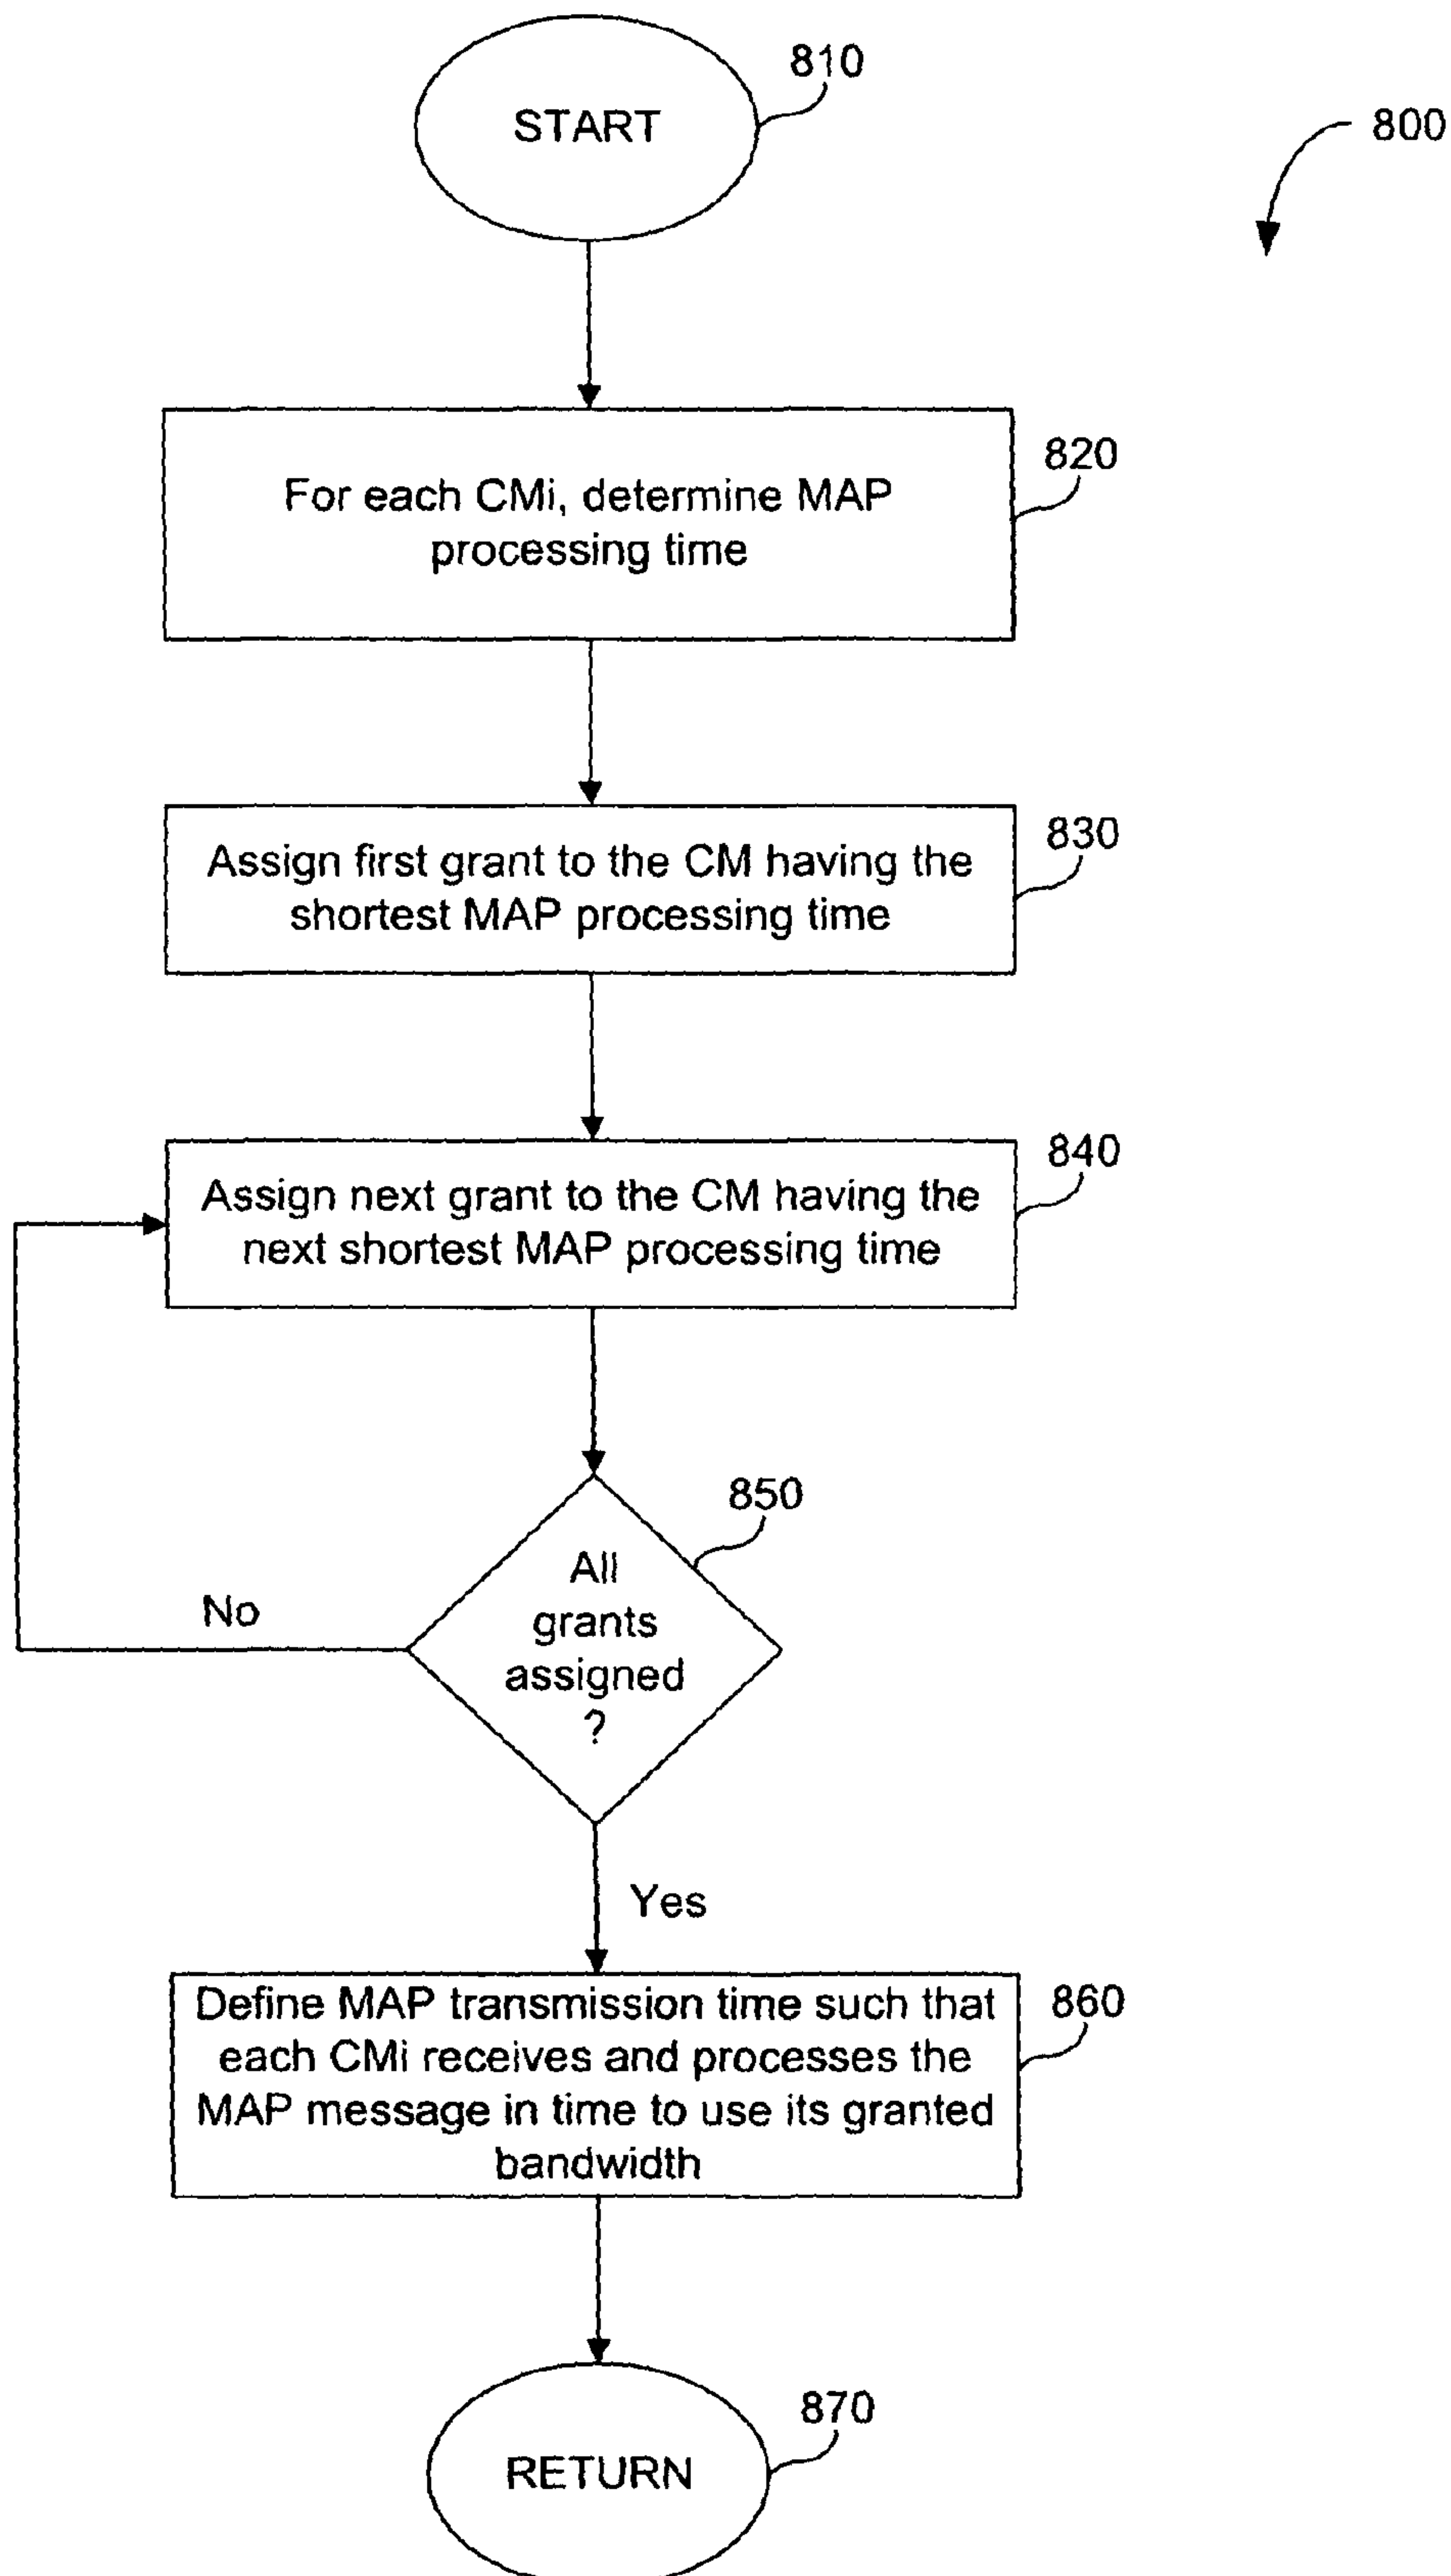 810
START
800
820
For each CMi, determine MAP
processing time
830
Assign first grant to the CM having the
shortest MAP processing time
840
Assign next grant to the CM having the
next shortest MAP processing time
850
All
grants
assigned
?
No
Yes
860
Define MAP transmission time such that
each CMi receives and processes the
MAP message in time to use its granted
bandwidth
870
RETURN